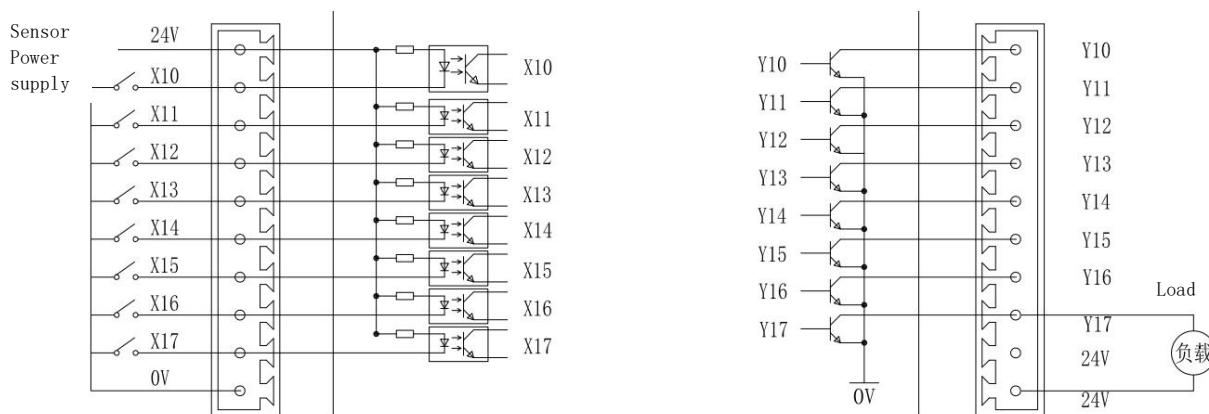 Sensor
Power
supply
24V
X10
X11
X12
X13
X14
X15
X16
X17
0V
X10
X11
X12
X13
X14
X15
X16
X17
Y10
Y11
Y12
Y13
Y14
Y15
Y16
Y17
0V
Y10
Y11
Y12
Y13
Y14
Y15
Y16
Y17
24V
24V
Load
负载